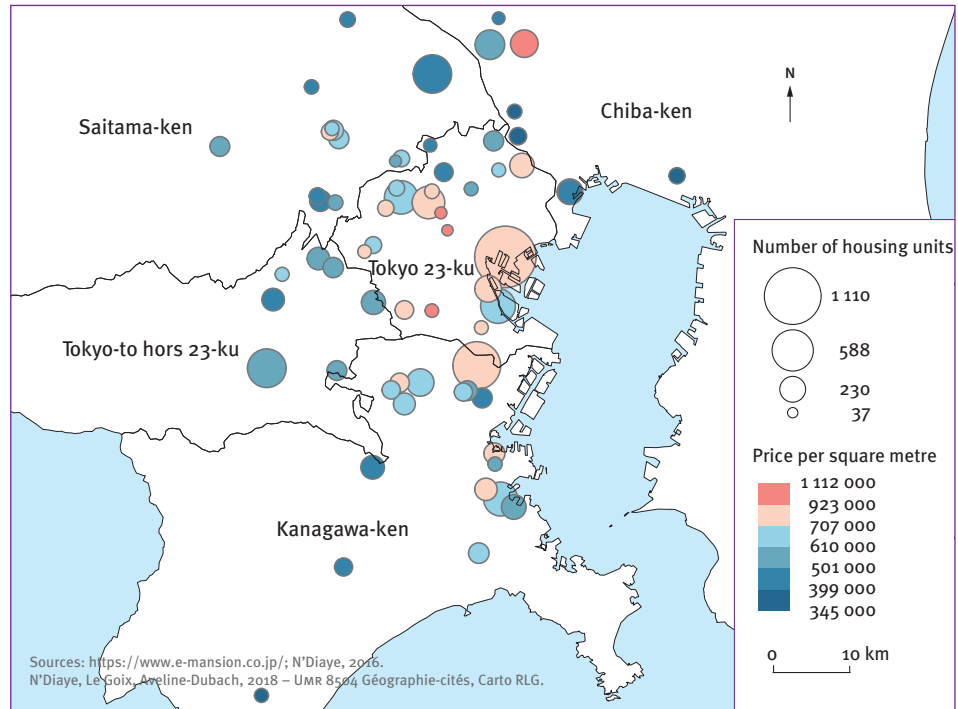 Saitama-ken
Chiba-ken
N
Tokyo 23-ku
Tokyo-to hors 23-ku
Kanagawa-ken
Number of housing units
1 110
588
230
37
Price per square metre
1 112 000
923 000
707 000
610 000
501 000
399 000
345 000
0 10 km
Sources: https://www.e-mansion.co.jp/; N’Diaye, 2016.
N’Diaye, Le Goix, Aveline-Dubach, 2018 – UMR 8504 Géographie-cités, Carto RLG.